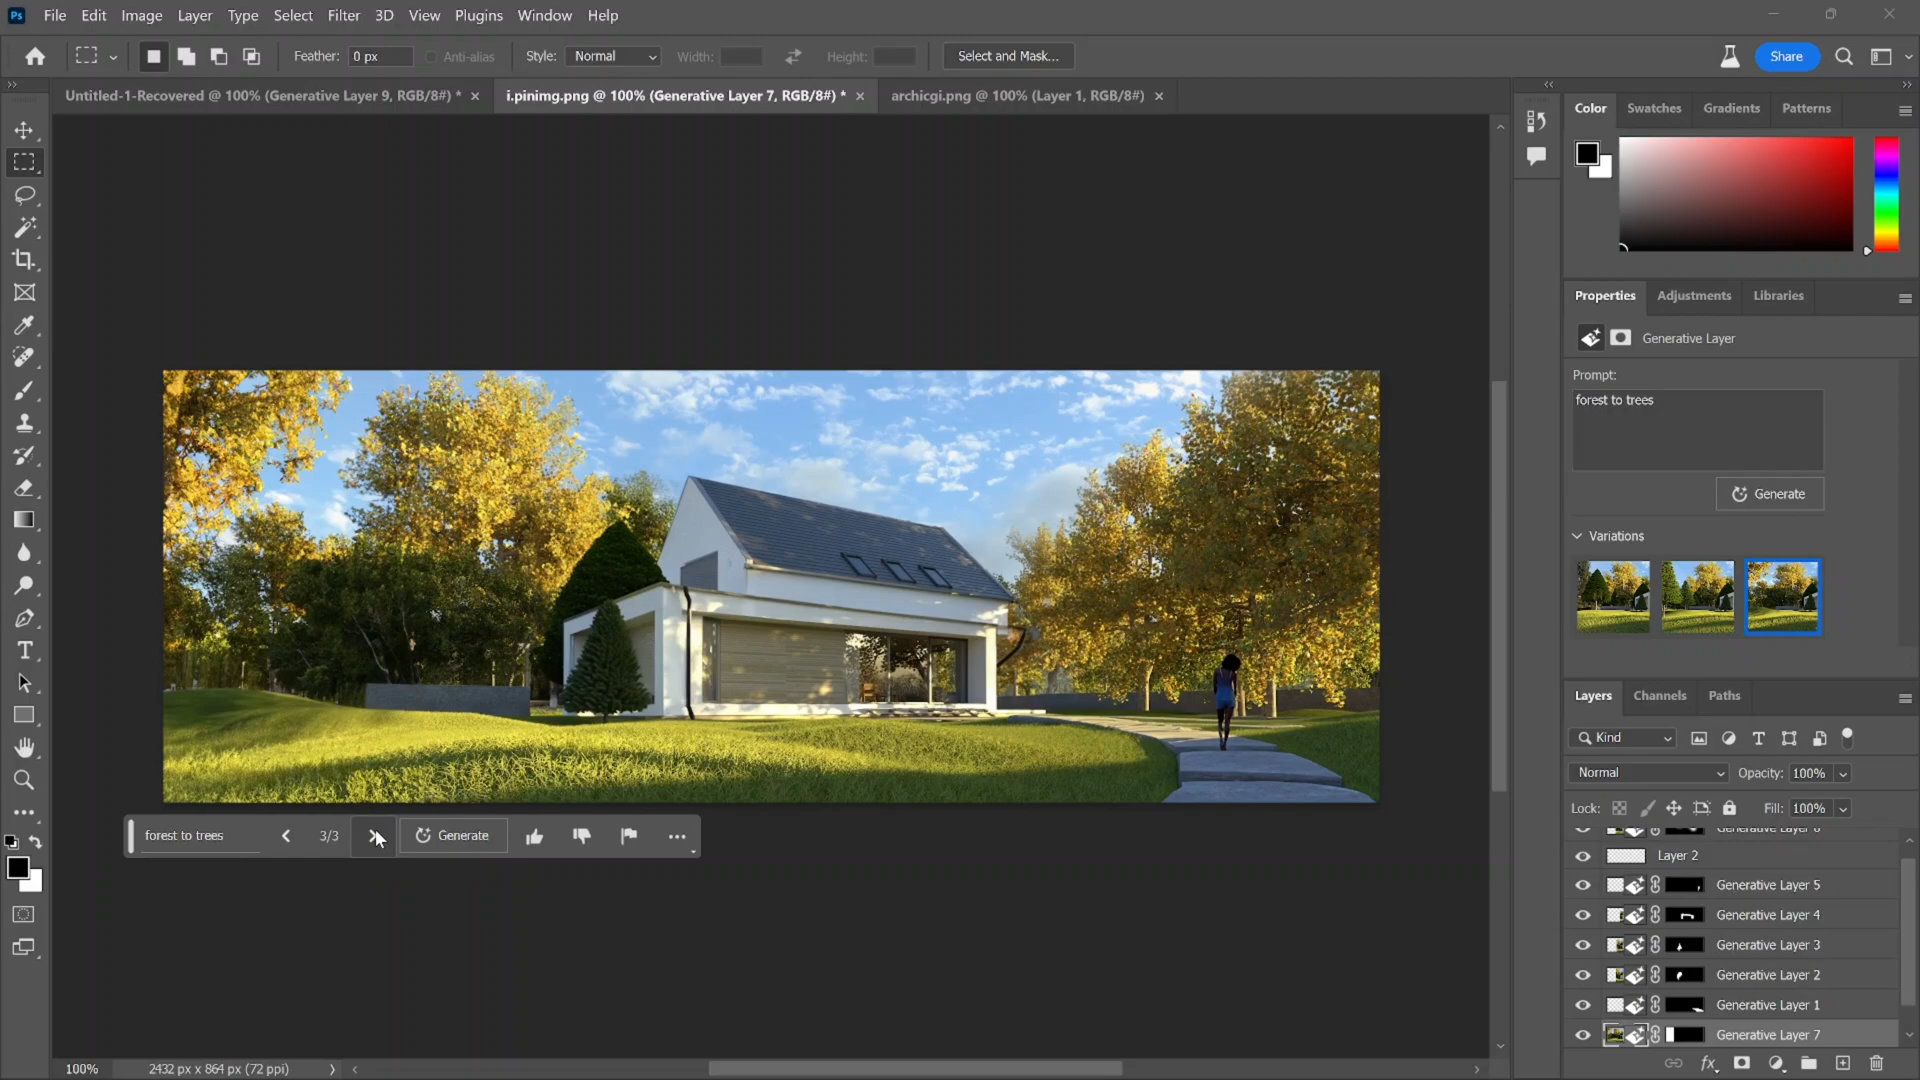 Ps File Edit Image Layer Type Select Filter 3D View Plugins Window Help
Feather: 0 px Anti-alias Style: Normal Width: Height: Select and Mask... Share
Untitled-1-Recovered @ 100% (Generative Layer 9, RGB/8#) * i.pinimg.png @ 100% (Generative Layer 7, RGB/8#) * archicgi.png @ 100% (Layer 1, RGB/8#)
Color Swatches Gradients Patterns
Properties Adjustments Libraries
Generative Layer
Prompt:
forest to trees
Generate
Variations
Layers Channels Paths
Kind
Normal Opacity: 100%
Lock: Fill: 100%
Generative Layer 6
Layer 2
Generative Layer 5
Generative Layer 4
Generative Layer 3
Generative Layer 2
Generative Layer 1
Generative Layer 7
forest to trees 3/3 Generate
100% 2432 px x 864 px (72 ppi)